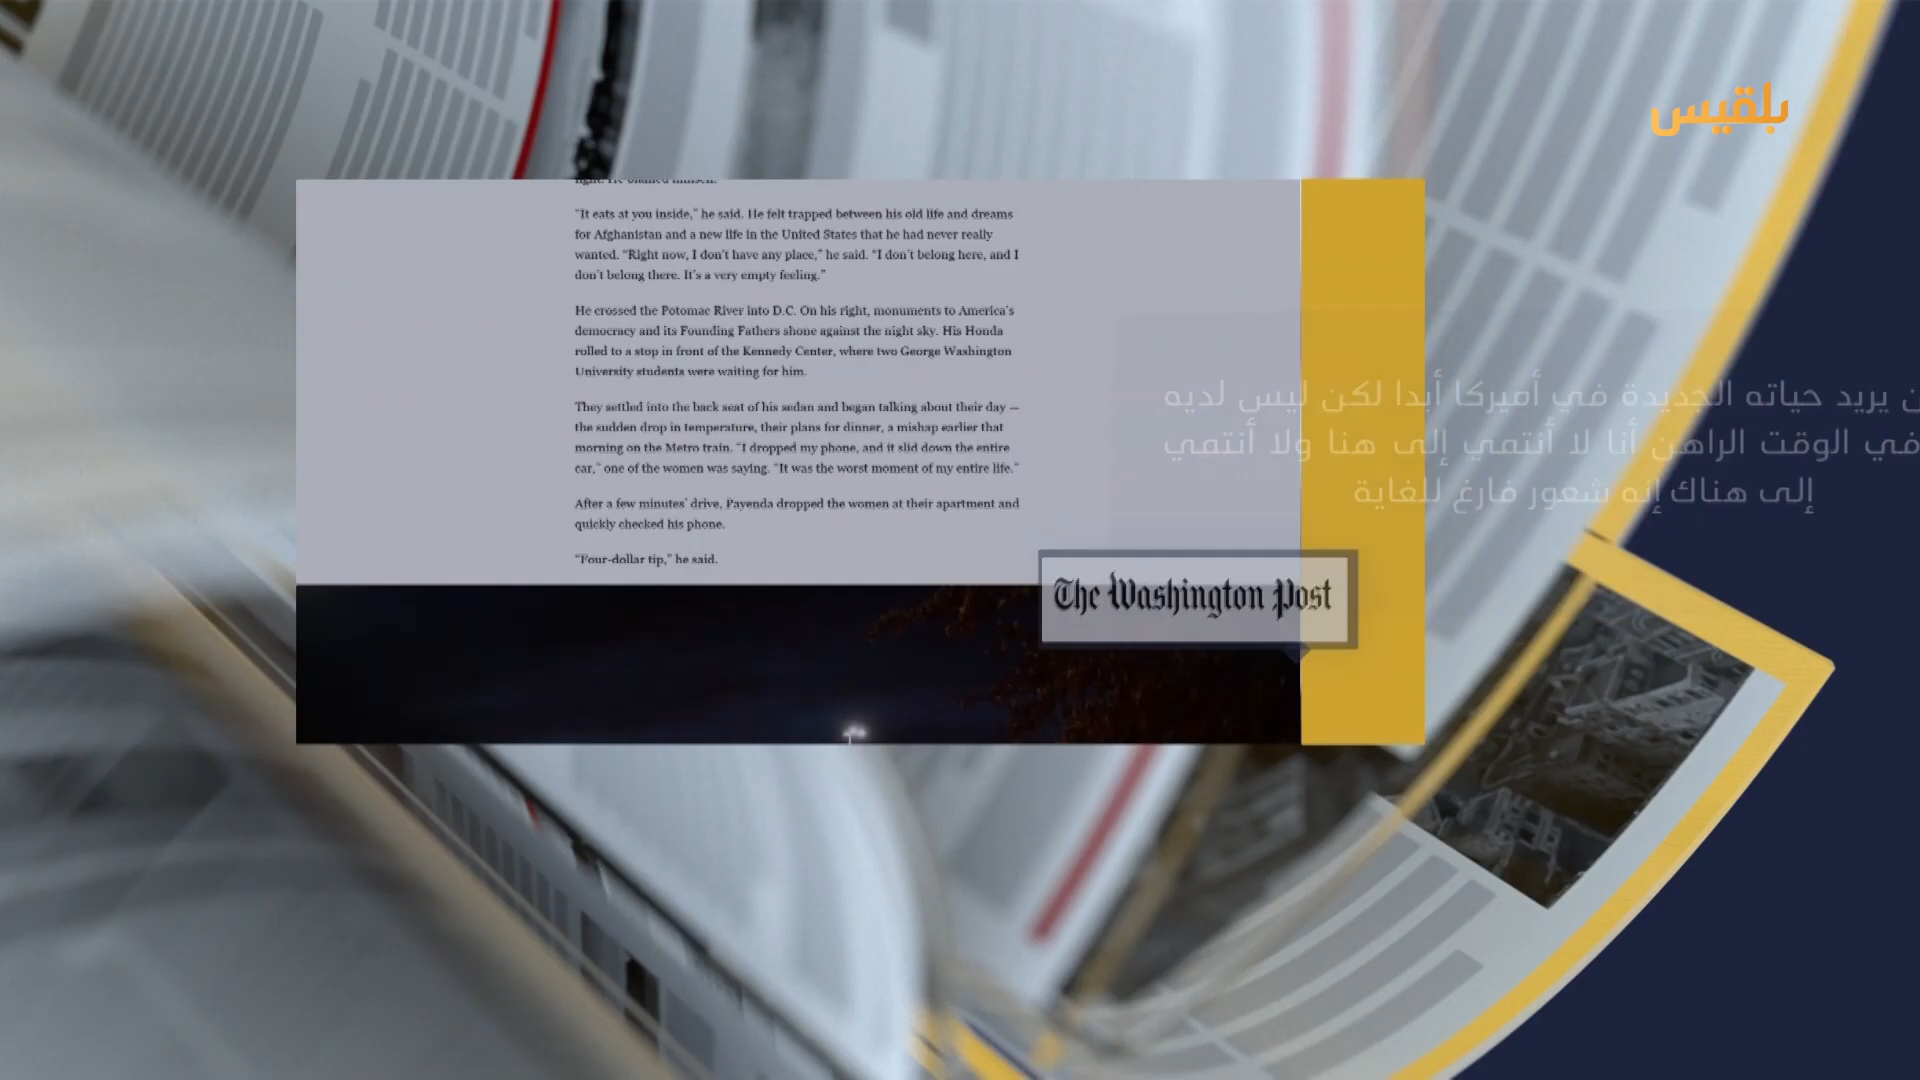 بلقيس
right. He blamed himself.
“It eats at you inside,” he said. He felt trapped between his old life and dreams
for Afghanistan and a new life in the United States that he had never really
wanted. “Right now, I don’t have any place,” he said. “I don’t belong here, and I
don’t belong there. It’s a very empty feeling.”
He crossed the Potomac River into D.C. On his right, monuments to America’s
democracy and its Founding Fathers shone against the night sky. His Honda
rolled to a stop in front of the Kennedy Center, where two George Washington
University students were waiting for him.
They settled into the back seat of his sedan and began talking about their day —
the sudden drop in temperature, their plans for dinner, a mishap earlier that
morning on the Metro train. “I dropped my phone, and it slid down the entire
car,” one of the women was saying. “It was the worst moment of my entire life.”
After a few minutes’ drive, Payenda dropped the women at their apartment and
quickly checked his phone.
“Four-dollar tip,” he said.
The Washington Post
يريد حياته الجديدة في أميركا أبدا لكن ليس لديه
في الوقت الراهن أنا لا أنتمي إلى هنا ولا أنتمي
إلى هناك إنه شعور فارغ للغاية